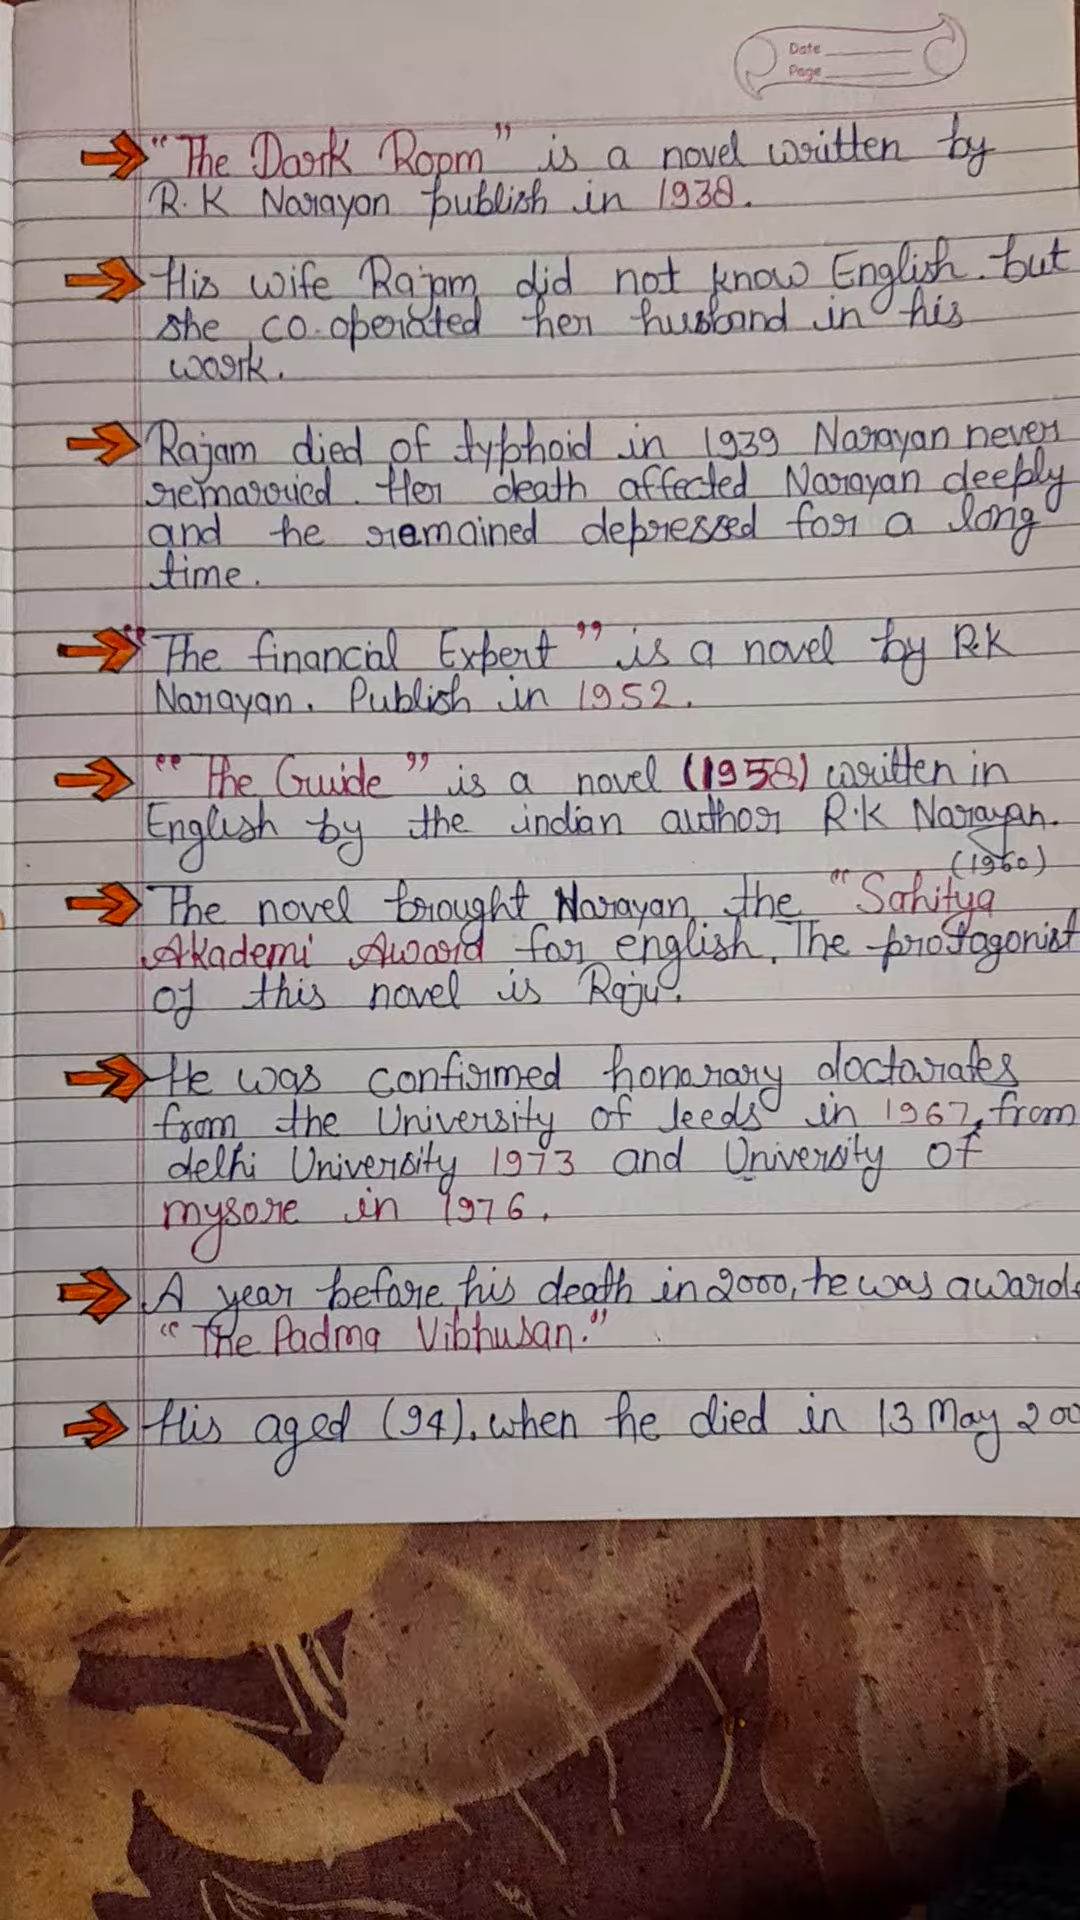 Date
Page
"The Dark Room" is a novel written by
R.K Narayan publish in 1938.
His wife Rajam did not know English. but
she co-operated her husband in his
work.
Rajam died of typhoid in 1939 Narayan never
remarried. Her death affected Narayan deeply
and he remained depressed for a long
time.
"The financial Expert" is a novel by R.K
Narayan. Publish in 1952.
"The Guide" is a novel (1958) written in
English by the indian author R.K Narayan.
(1960)
The novel brought Narayan the "Sahitya
Akademi Award for english. The protagonist
of this novel is Raju.
He was confirmed honorary doctorates
from the University of leeds in 1967, from
delhi University 1973 and University of
mysore in 1976.
A year before his death in 2000, he was award
"The Padma Vibhusan."
His aged (94). when he died in 13 May 200